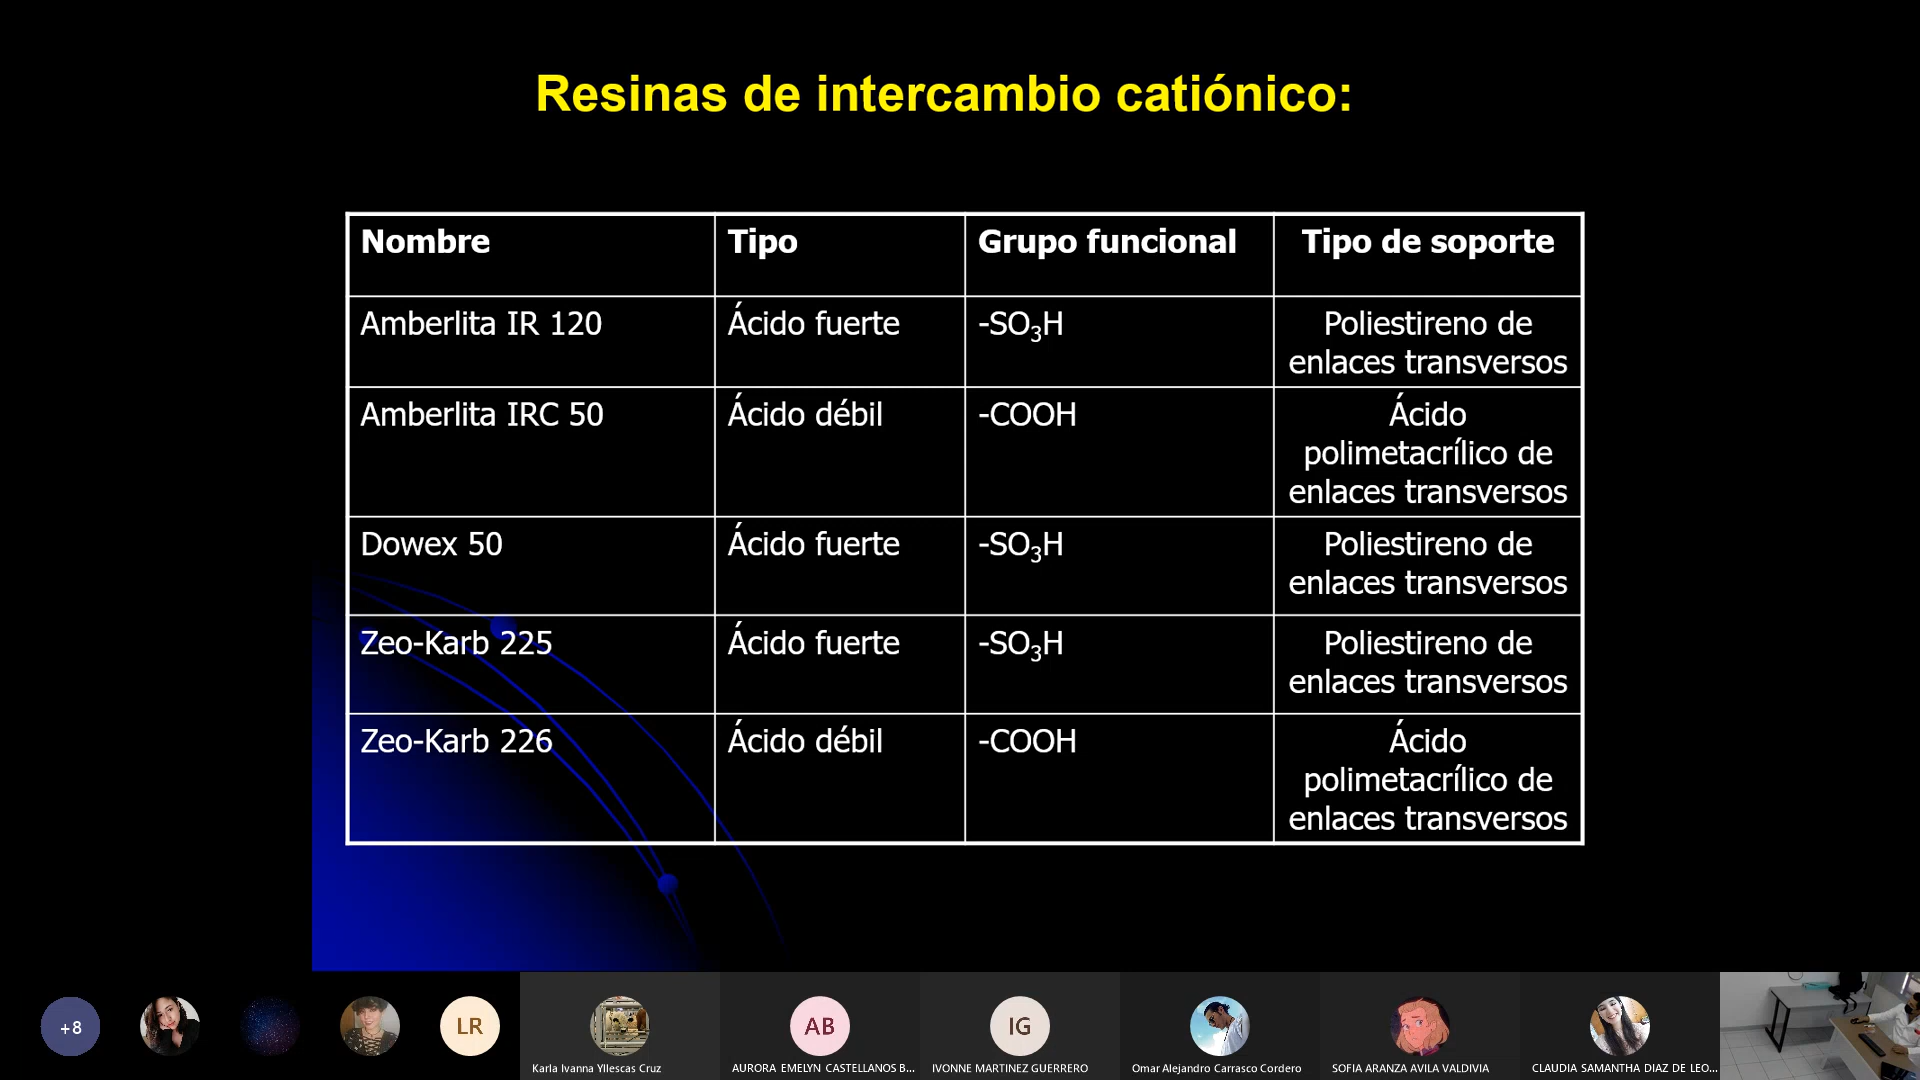 Resinas de intercambio catiónico:
Nombre Tipo Grupo funcional Tipo de soporte
Amberlita IR 120 Ácido fuerte -SO₃H Poliestireno de
enlaces transversos
Amberlita IRC 50 Ácido débil -COOH Ácido
polimetacrílico de
enlaces transversos
Dowex 50 Ácido fuerte -SO₃H Poliestireno de
enlaces transversos
Zeo-Karb 225 Ácido fuerte -SO₃H Poliestireno de
enlaces transversos
Zeo-Karb 226 Ácido débil -COOH Ácido
polimetacrílico de
enlaces transversos
+8 LR AB IG
Karla Ivanna Yllescas Cruz AURORA EMELYN CASTELLANOS B... IVONNE MARTINEZ GUERRERO Omar Alejandro Carrasco Cordero SOFIA ARANZA AVILA VALDIVIA CLAUDIA SAMANTHA DIAZ DE LEO...